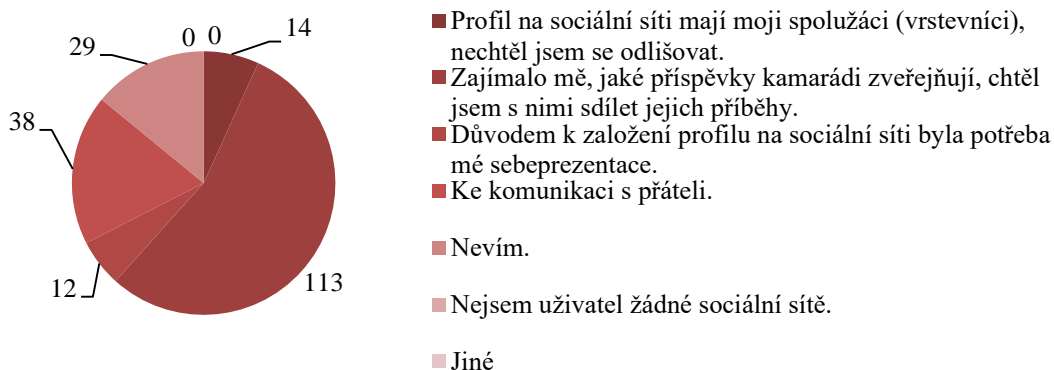 0 0
14
29
38
12
113
Profil na sociální síti mají moji spolužáci (vrstevníci),
nechtěl jsem se odlišovat.
Zajímalo mě, jaké příspěvky kamarádi zveřejňují, chtěl
jsem s nimi sdílet jejich příběhy.
Důvodem k založení profilu na sociální síti byla potřeba
mé sebeprezentace.
Ke komunikaci s přáteli.
Nevím.
Nejsem uživatel žádné sociální sítě.
Jiné